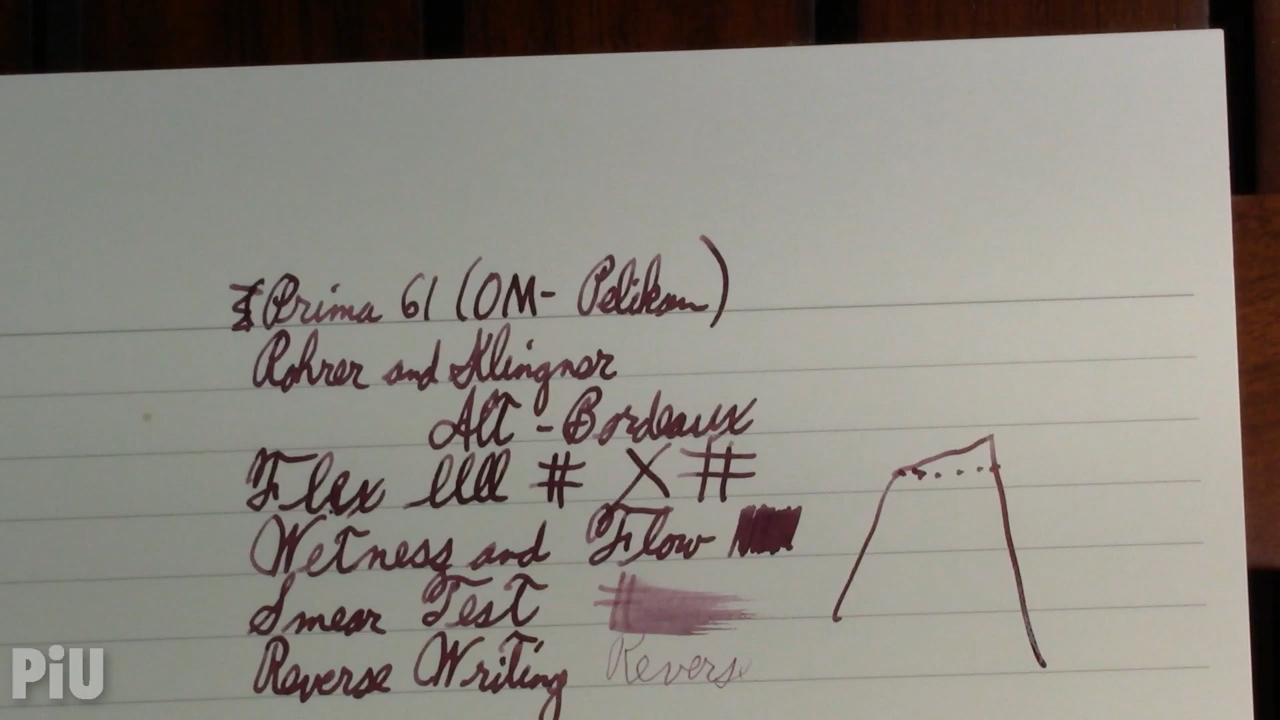 Prima 61 (OM- Pelikan)
Rohrer and Klingner
Alt - Bordeaux
Flex llll # X #
Wetness and Flow
Smear Test #
Reverse Writing Reverse
PiU